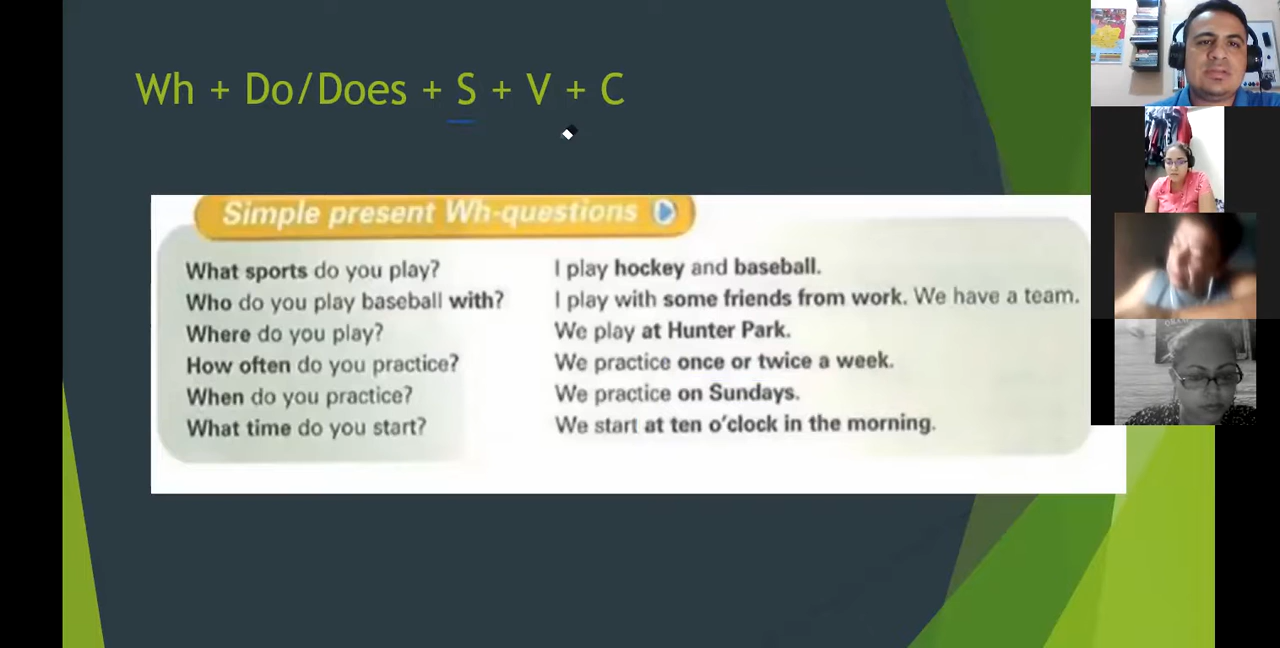 Wh + Do/Does + S + V + C
Simple present Wh-questions
What sports do you play? I play hockey and baseball.
Who do you play baseball with? I play with some friends from work. We have a team.
Where do you play? We play at Hunter Park.
How often do you practice? We practice once or twice a week.
When do you practice? We practice on Sundays.
What time do you start? We start at ten o'clock in the morning.